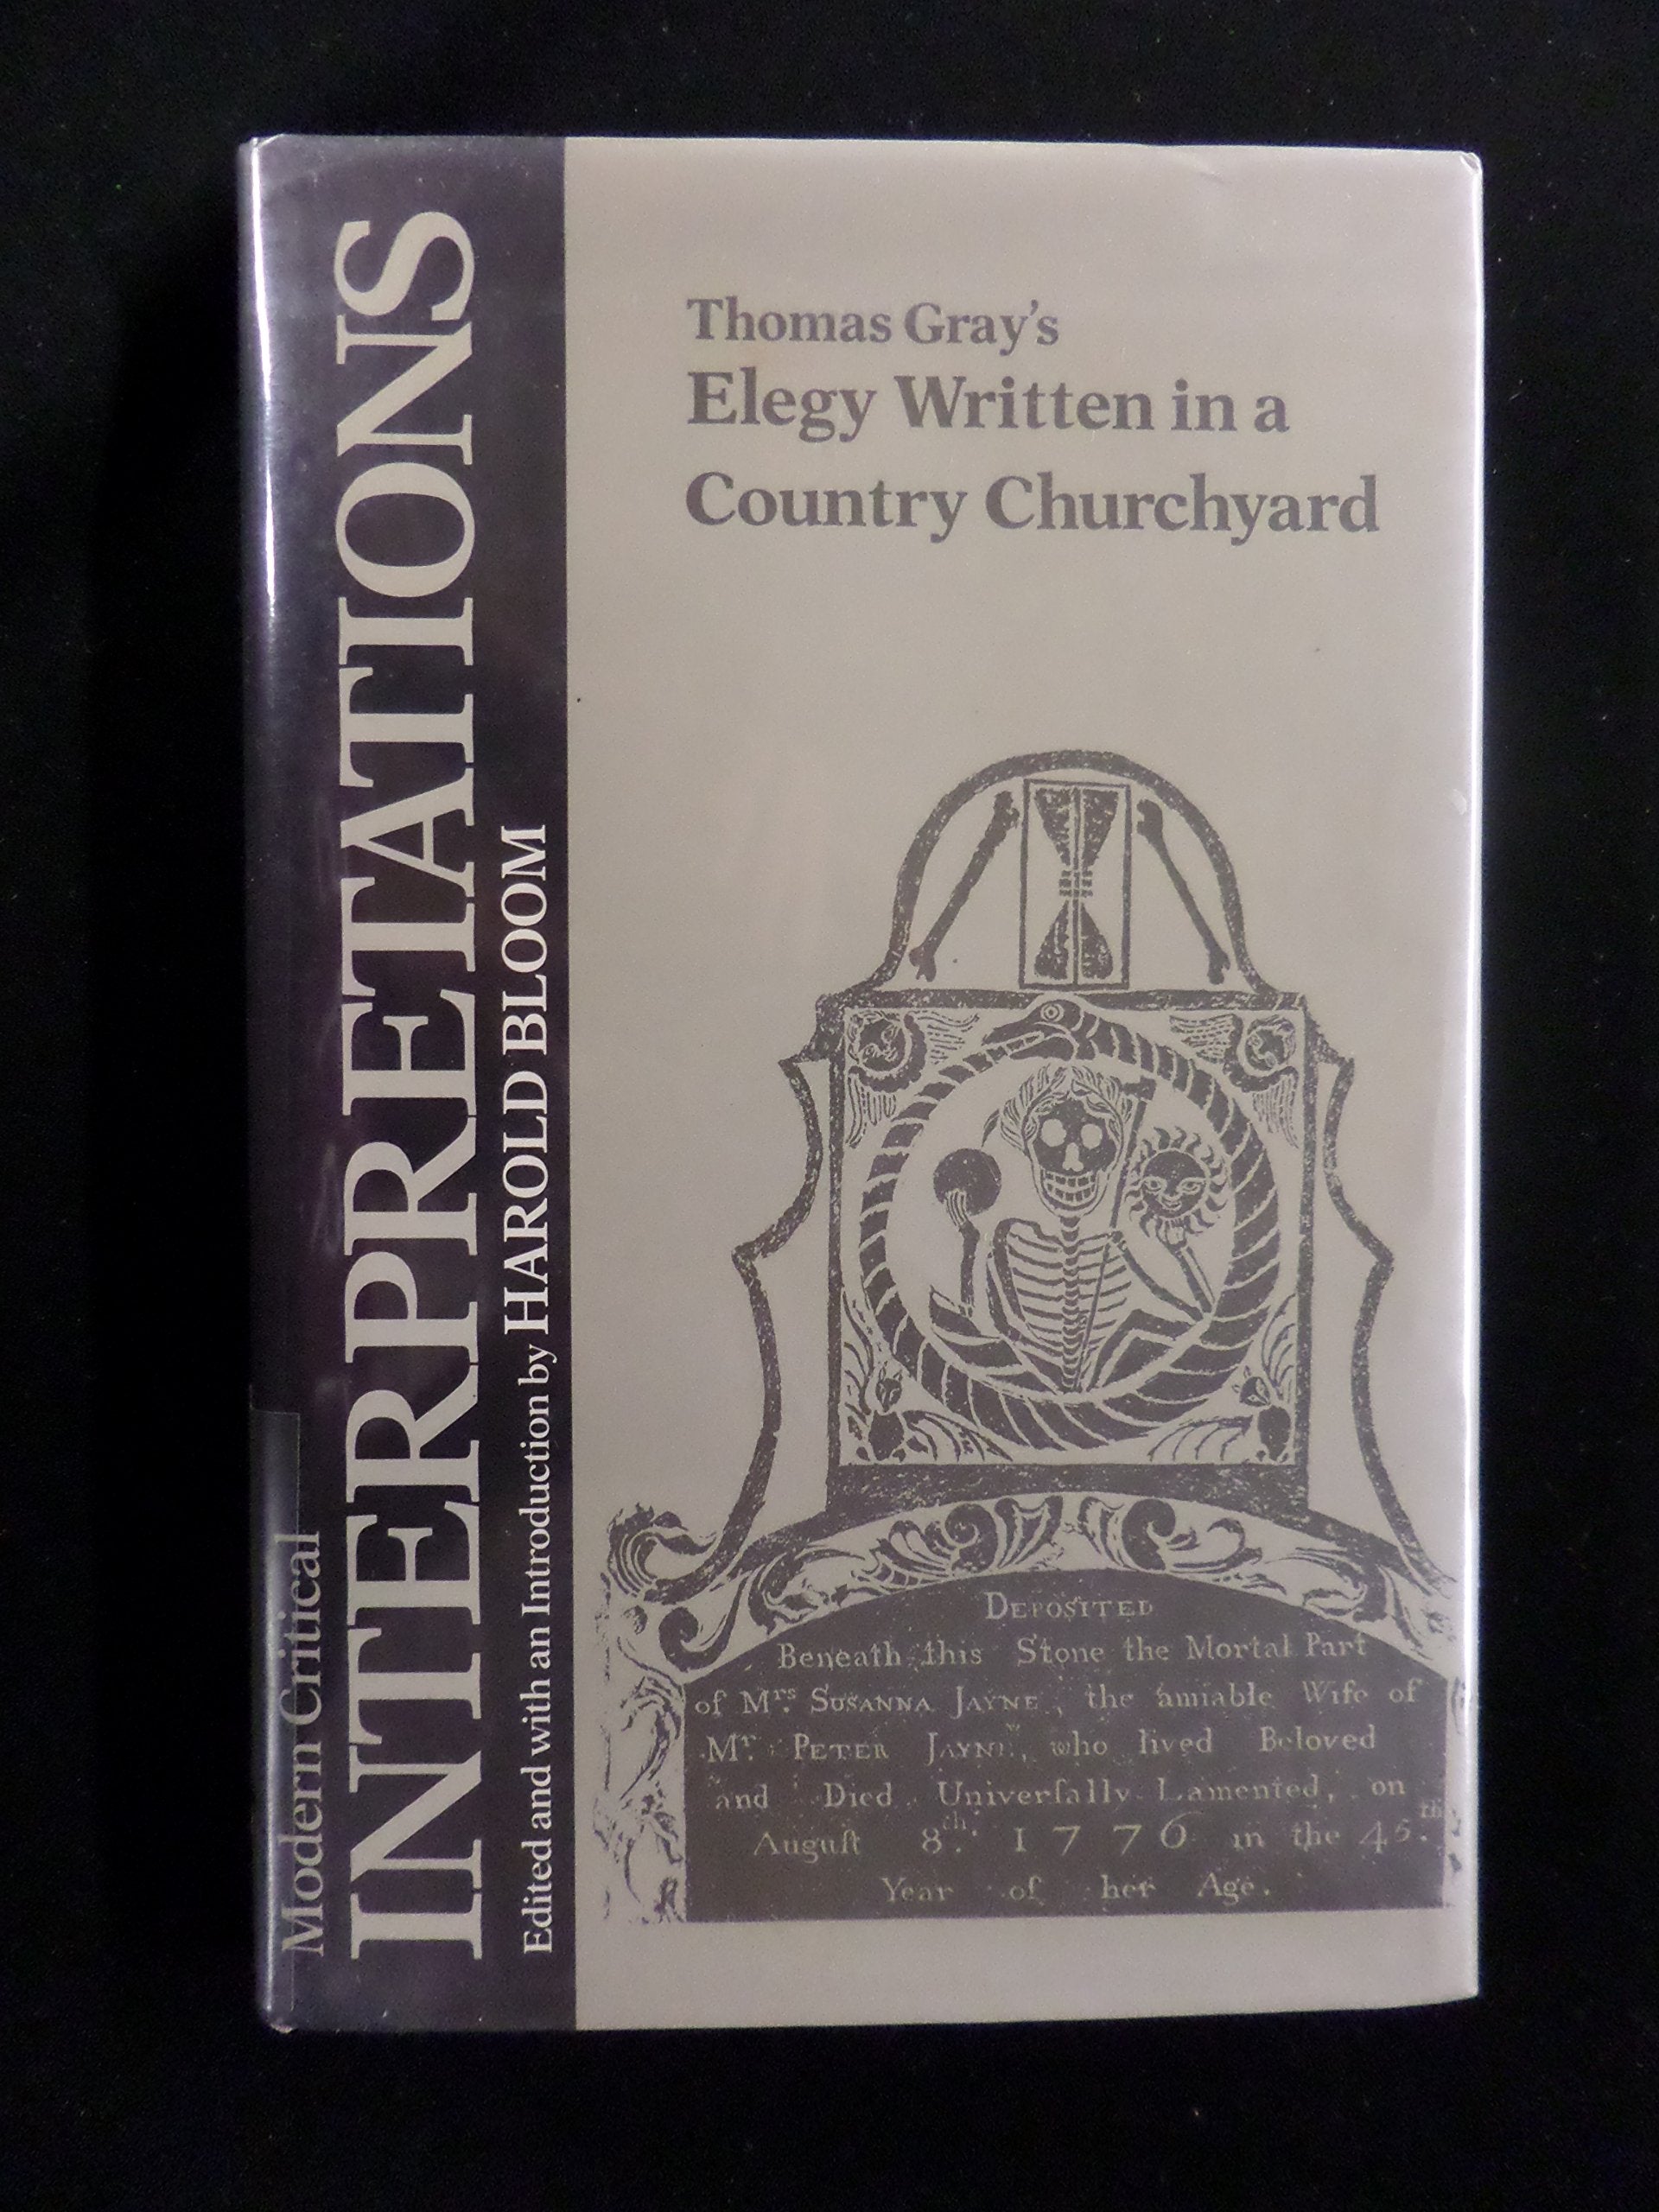 Modern Critical
INTERPRETATIONS
Edited and with an Introduction by HAROLD BLOOM
Thomas Gray's
Elegy Written in a
Country Churchyard
DEPOSITED
Beneath this Stone the Mortal Part
of Mrs. SUSANNA JAYNE, the amiable Wife of
Mr. PETER JAYNE, who lived Beloved
and Died Univerſally Lamented, on
Auguſt 8th. 1776 in the 45th.
Year of her Age.